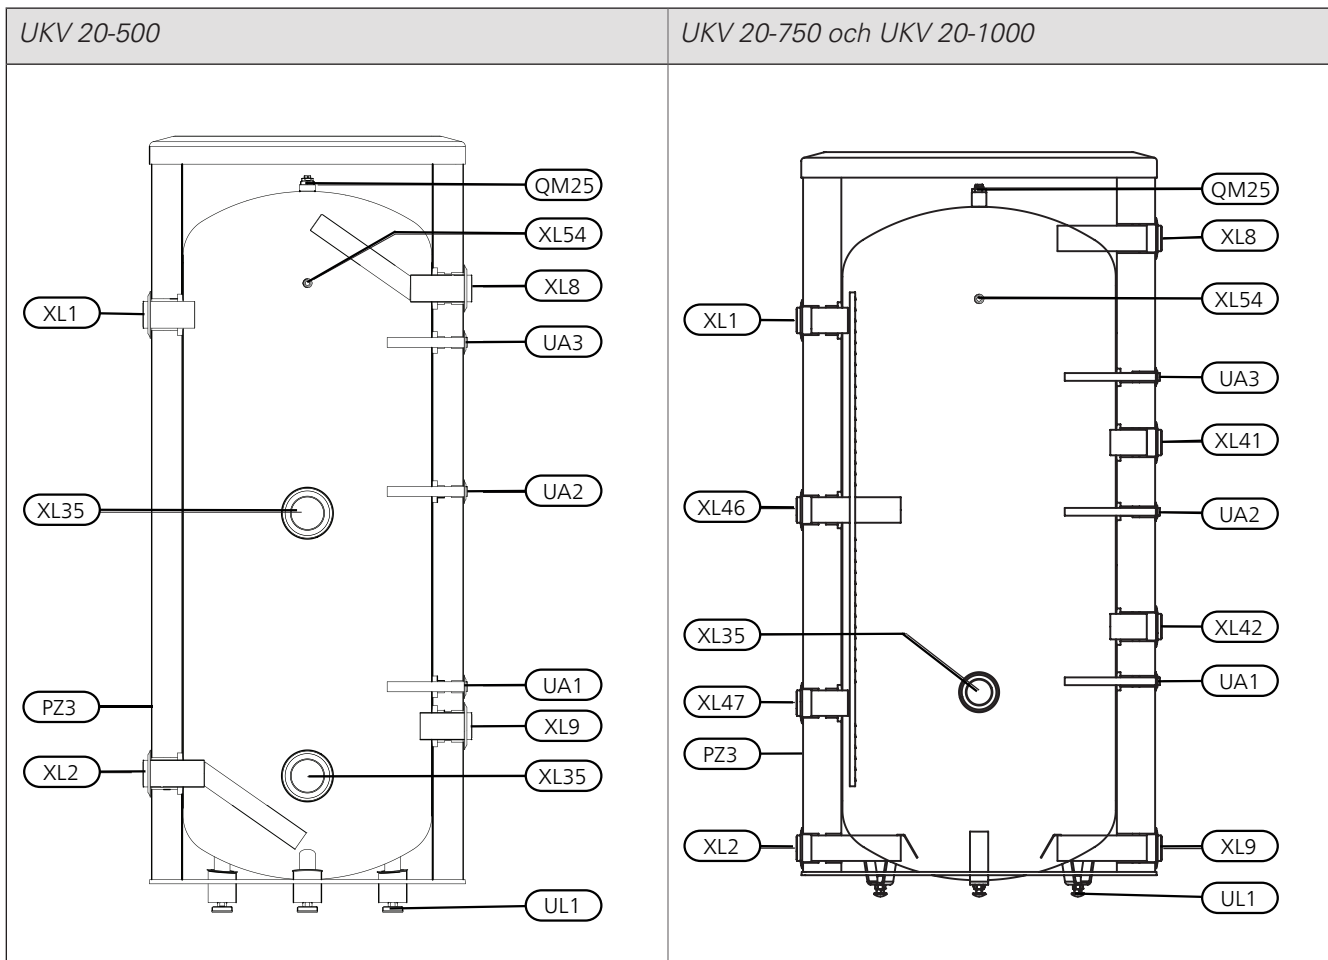 UKV 20-500
QM25
XL54
XL8
XL1
UA3
UA2
XL35
UA1
PZ3
XL9
XL2
XL35
UL1
UKV 20-750 och UKV 20-1000
QM25
XL8
XL54
XL1
UA3
XL41
XL46
UA2
XL42
XL35
UA1
XL47
PZ3
XL2
XL9
UL1